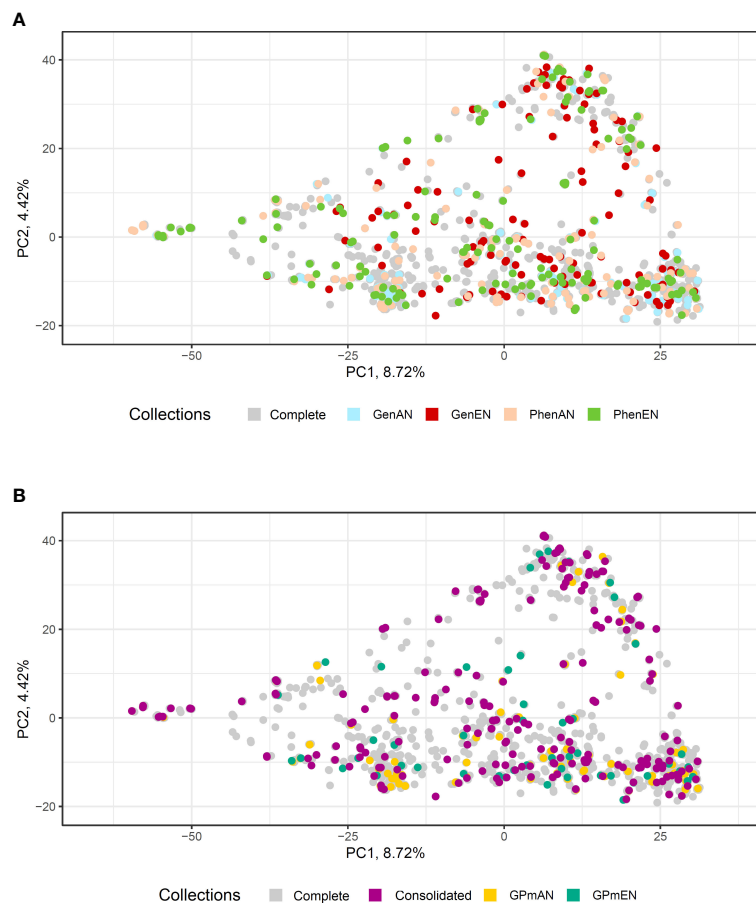 A
40
20
0
−20
PC2, 4.42%
−50 −25 0 25
PC1, 8.72%
Collections Complete GenAN GenEN PhenAN PhenEN
B
40
20
0
−20
PC2, 4.42%
−50 −25 0 25
PC1, 8.72%
Collections Complete Consolidated GPmAN GPmEN